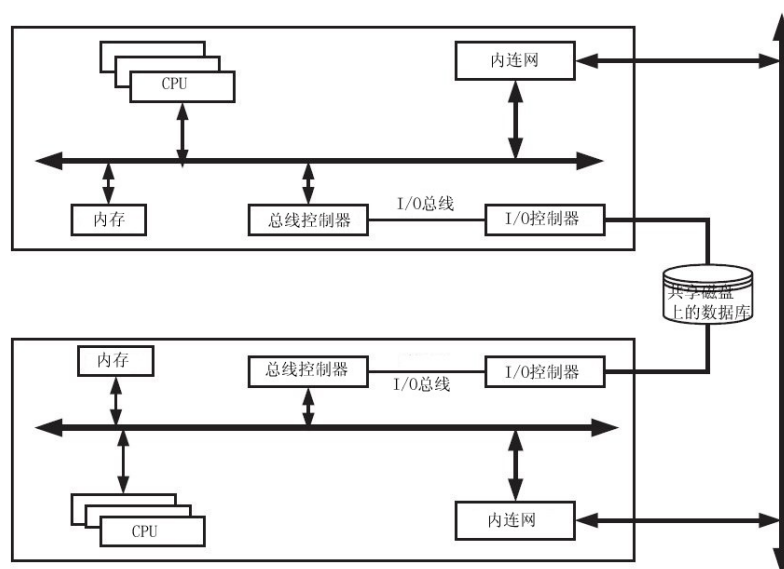 内连网
CPU
内存
总线控制器
I/O总线
I/O控制器
共享磁盘
上的数据库
内存
总线控制器
I/O总线
I/O控制器
CPU
内连网